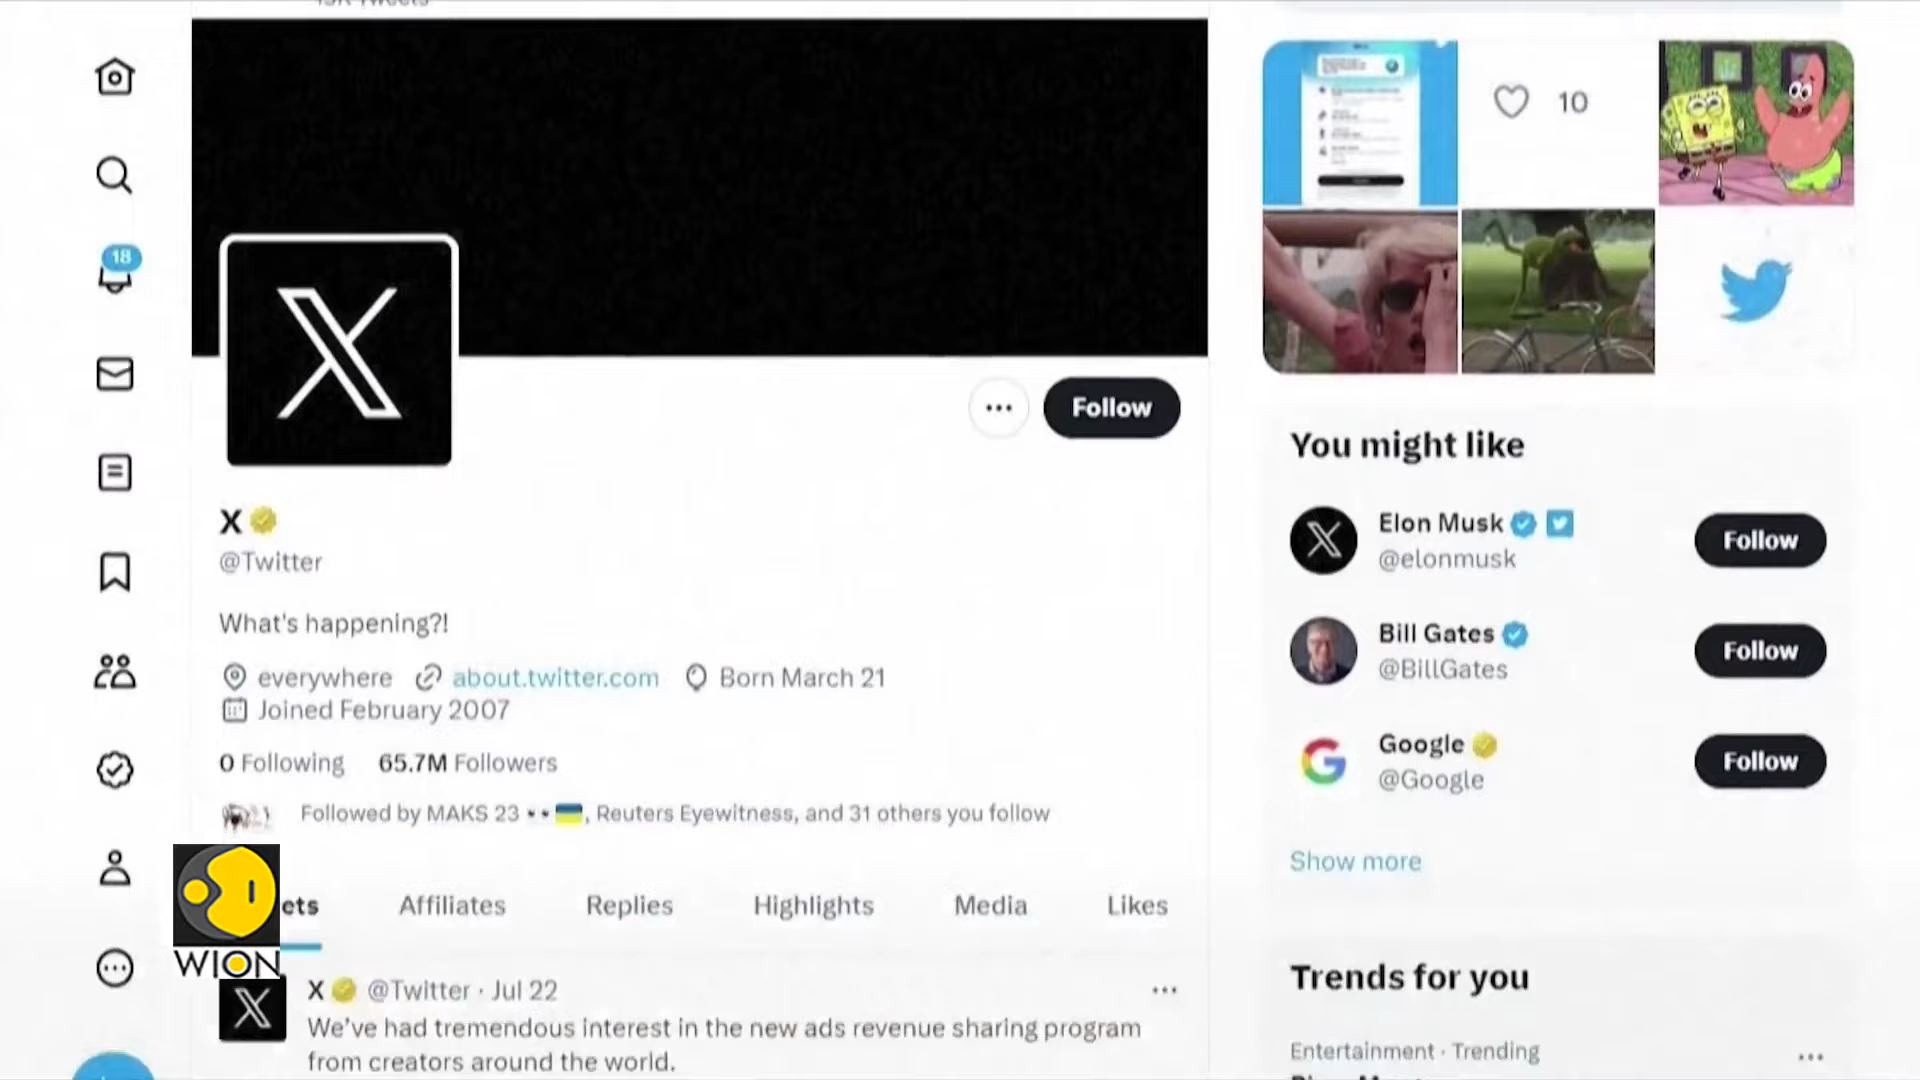 18
X
@Twitter
What's happening?!
everywhere about.twitter.com Born March 21
Joined February 2007
0 Following 65.7M Followers
Followed by MAKS 23 👀🇺🇦, Reuters Eyewitness, and 31 others you follow
ets Affiliates Replies Highlights Media Likes
WION
X @Twitter · Jul 22
We've had tremendous interest in the new ads revenue sharing program
from creators around the world.
Follow
10
You might like
Elon Musk
@elonmusk
Follow
Bill Gates
@BillGates
Follow
Google
@Google
Follow
Show more
Trends for you
Entertainment · Trending